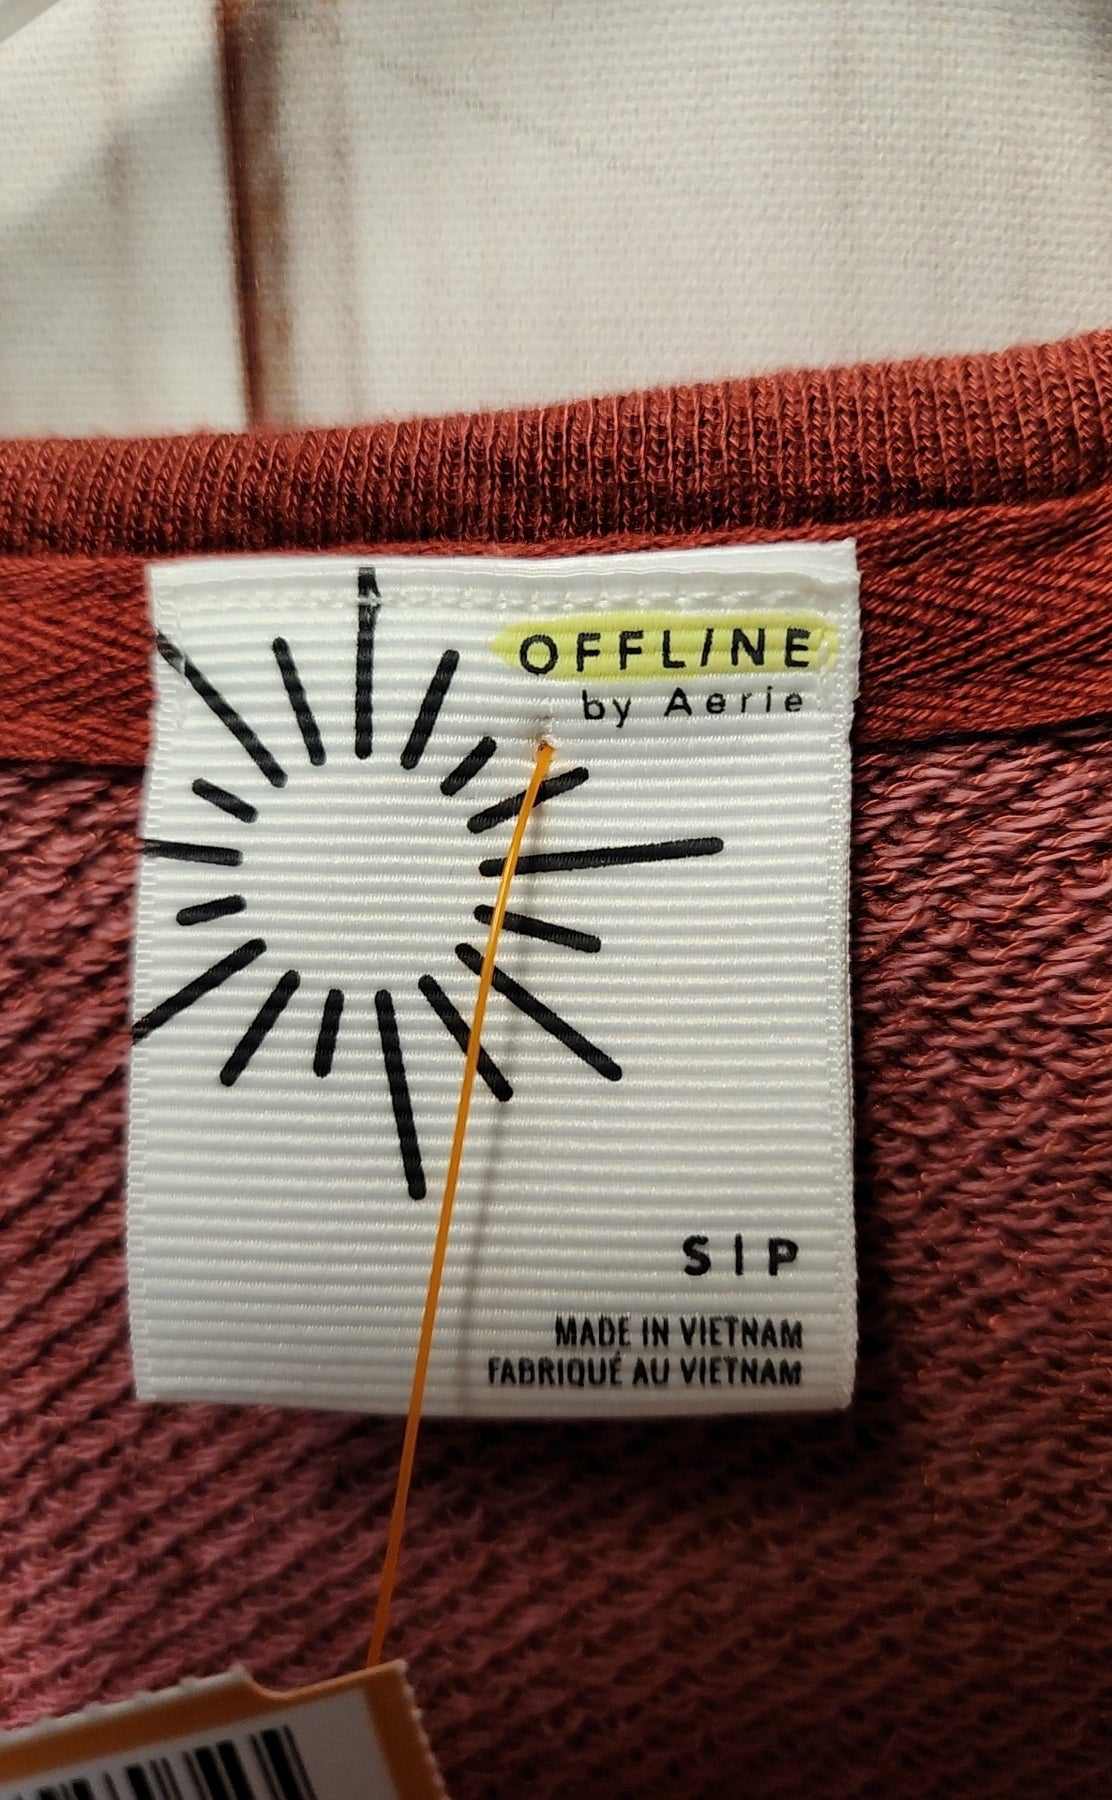 OFFLINE
by Aerie
S | P
MADE IN VIETNAM
FABRIQUÉ AU VIETNAM